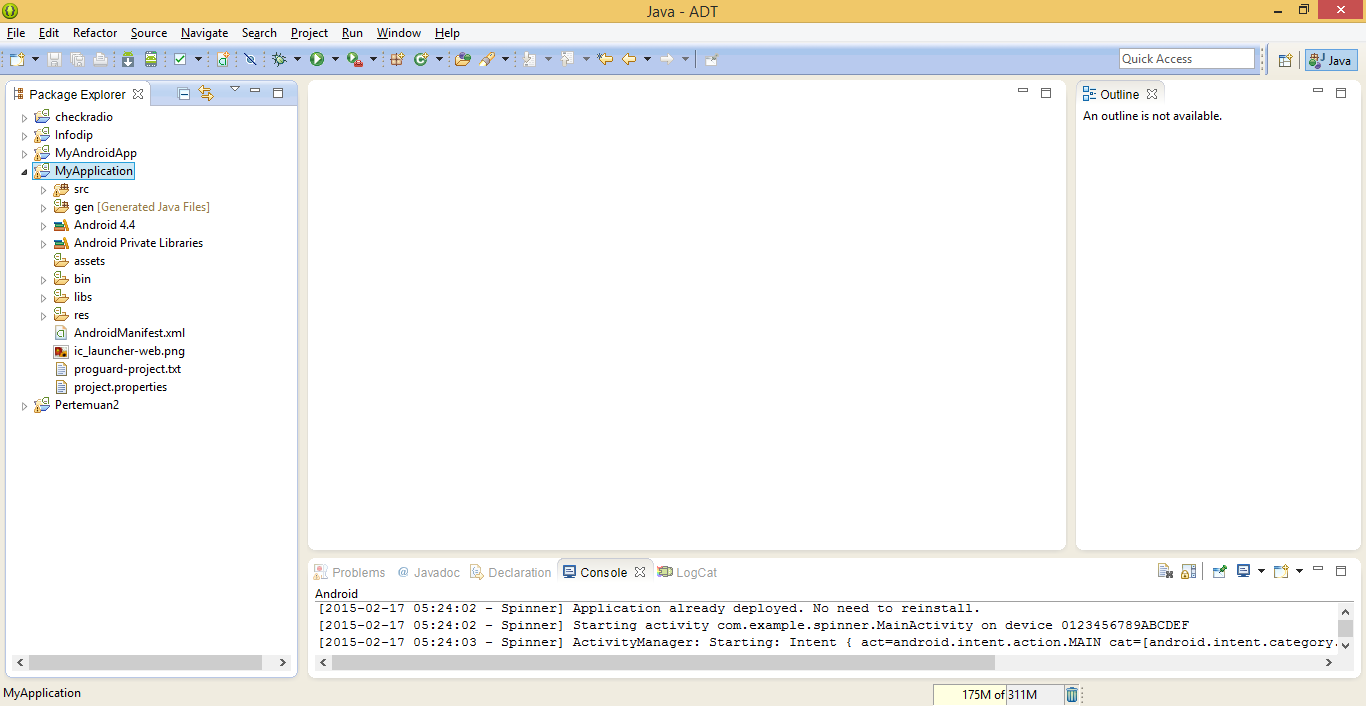 Java - ADT
File Edit Refactor Source Navigate Search Project Run Window Help
Quick Access
Java
Package Explorer
Outline
checkradio
An outline is not available.
Infodip
MyAndroidApp
MyApplication
src
gen [Generated Java Files]
Android 4.4
Android Private Libraries
assets
bin
libs
res
AndroidManifest.xml
ic_launcher-web.png
proguard-project.txt
project.properties
Pertemuan2
Problems @ Javadoc Declaration Console LogCat
Android
[2015-02-17 05:24:02 - Spinner] Application already deployed. No need to reinstall.
[2015-02-17 05:24:02 - Spinner] Starting activity com.example.spinner.MainActivity on device 0123456789ABCDEF
[2015-02-17 05:24:03 - Spinner] ActivityManager: Starting: Intent { act=android.intent.action.MAIN cat=[android.intent.category.
MyApplication
175M of 311M